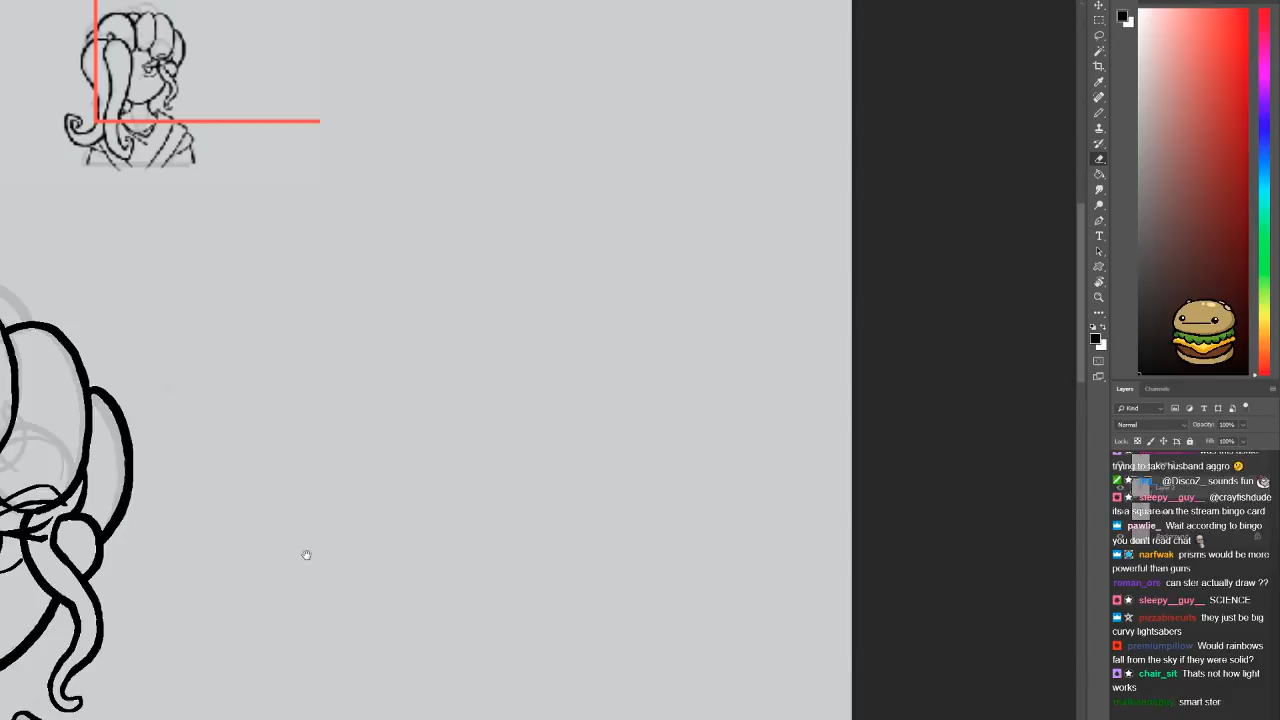 Layers Channels
Kind
Normal Opacity: 100%
Lock: Fill: 100%
trying to take husband aggro
@DiscoZ_ sounds fun
sleepy__guy__ @crayfishdude
its a square on the stream bingo card
pawlie_ Wait according to bingo
you don't read chat
narfwak prisms would be more
powerful than guns
roman_ore can ster actually draw ??
sleepy__guy__ SCIENCE
pizzabiscuits they just be big
curvy lightsabers
premiumpillow Would rainbows
fall from the sky if they were solid?
chair_sit Thats not how light
works
smart ster